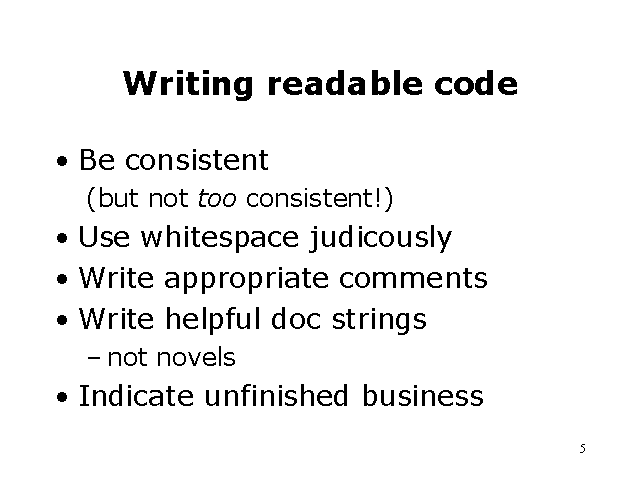 Writing readable code
• Be consistent
(but not too consistent!)
• Use whitespace judicously
• Write appropriate comments
• Write helpful doc strings
– not novels
• Indicate unfinished business
5